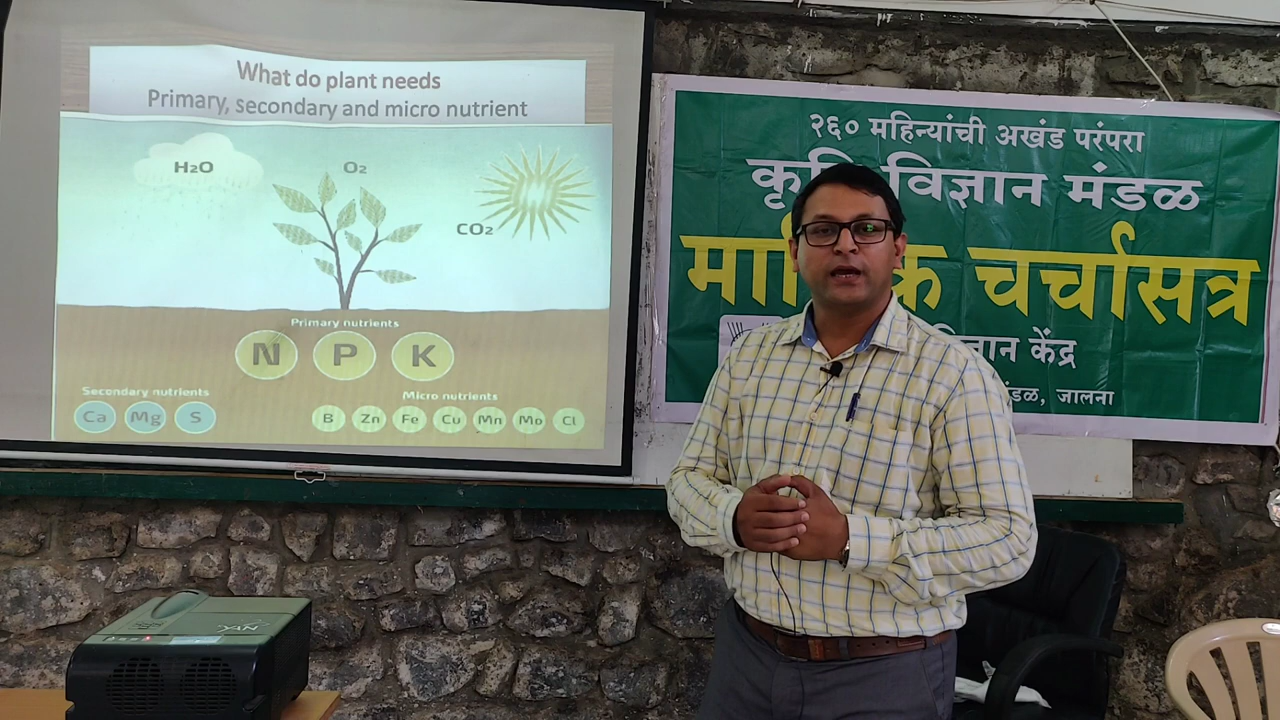 What do plant needs
Primary, secondary and micro nutrient
H₂O
O₂
CO₂
Primary nutrients
N P K
Secondary nutrients
Ca Mg S
Micro nutrients
B Zn Fe Cu Mn Mo Cl
२६० महिन्यांची अखंड परंपरा
विज्ञान मंडळ
चर्चासत्र
केंद्र
जालना